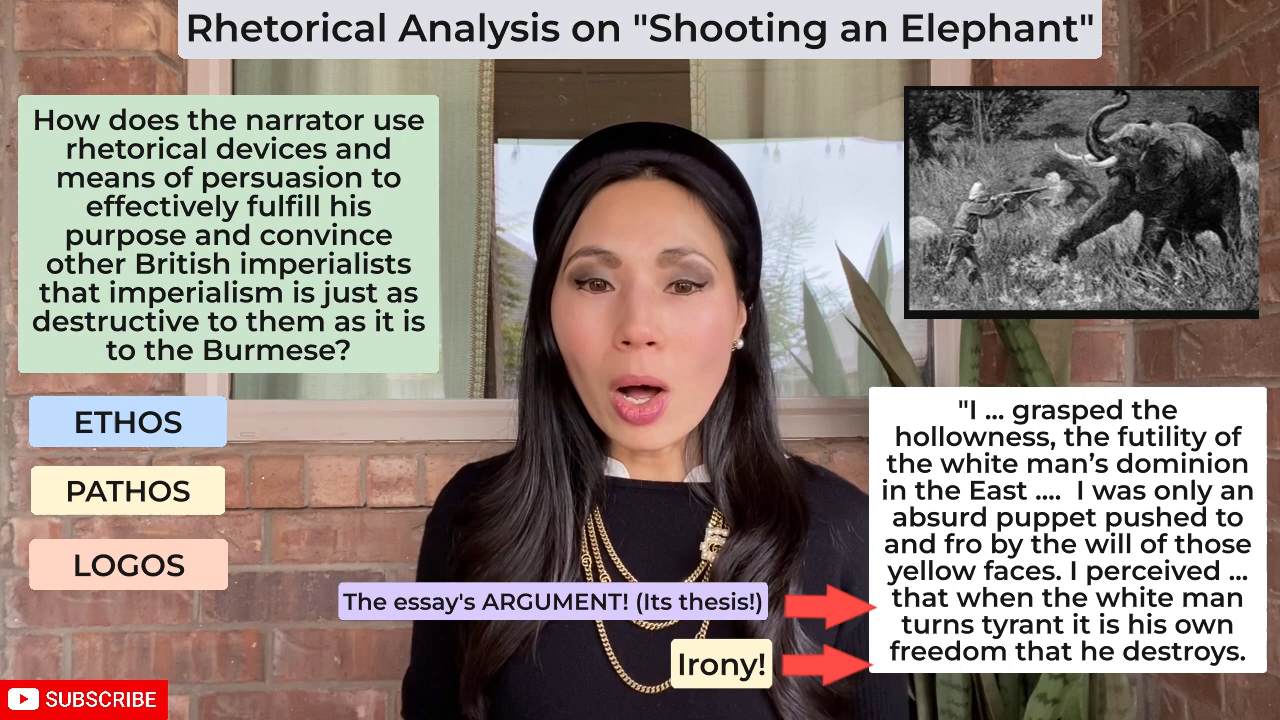 Rhetorical Analysis on "Shooting an Elephant"
How does the narrator use
rhetorical devices and
means of persuasion to
effectively fulfill his
purpose and convince
other British imperialists
that imperialism is just as
destructive to them as it is
to the Burmese?
ETHOS
PATHOS
LOGOS
"I ... grasped the
hollowness, the futility of
the white man’s dominion
in the East .... I was only an
absurd puppet pushed to
and fro by the will of those
yellow faces. I perceived ...
that when the white man
turns tyrant it is his own
freedom that he destroys.
The essay's ARGUMENT! (Its thesis!)
Irony!
SUBSCRIBE